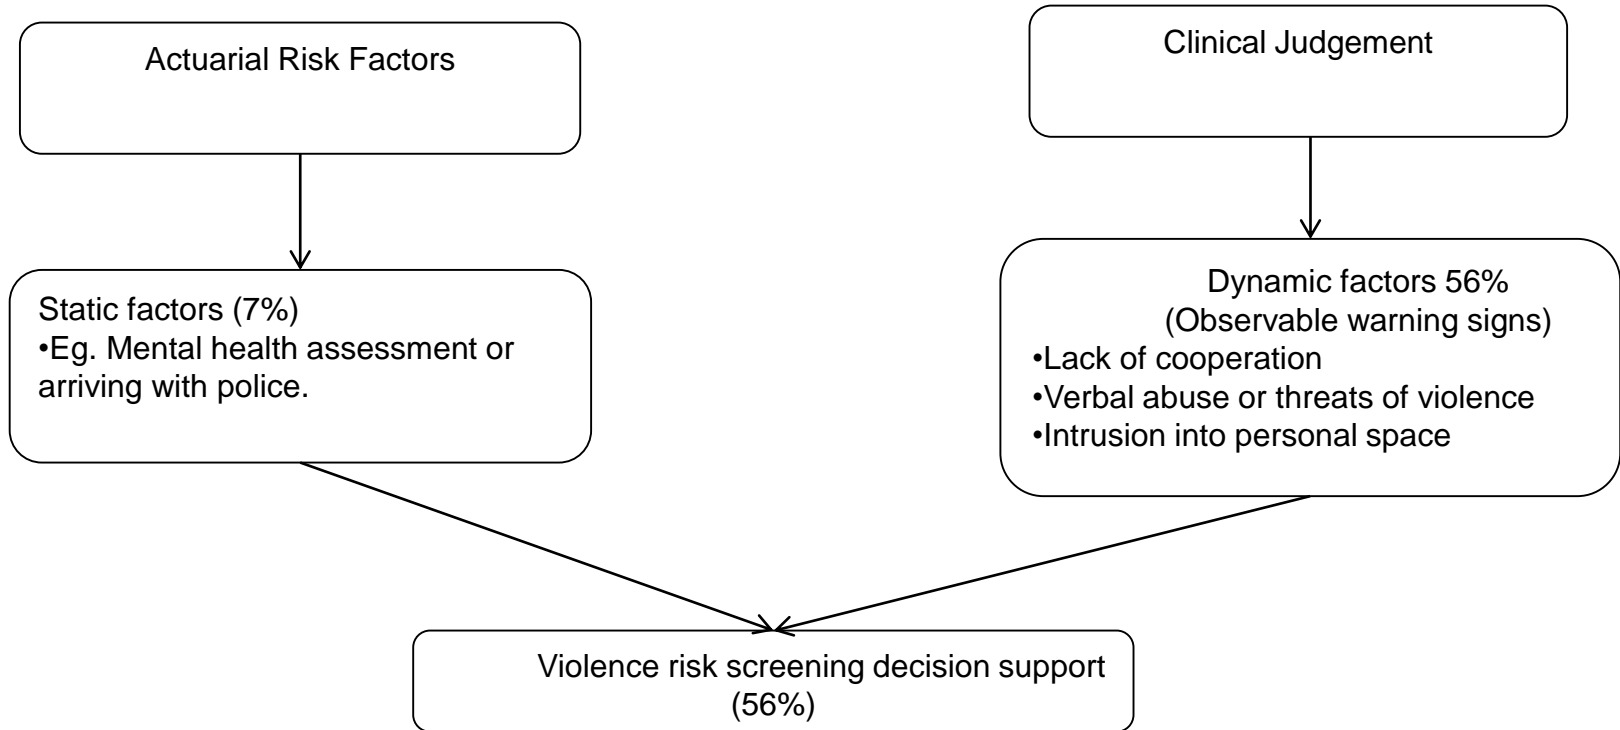 Actuarial Risk Factors
Clinical Judgement
Static factors (7%)
•Eg. Mental health assessment or
arriving with police.
Dynamic factors 56%
(Observable warning signs)
•Lack of cooperation
•Verbal abuse or threats of violence
•Intrusion into personal space
Violence risk screening decision support
(56%)